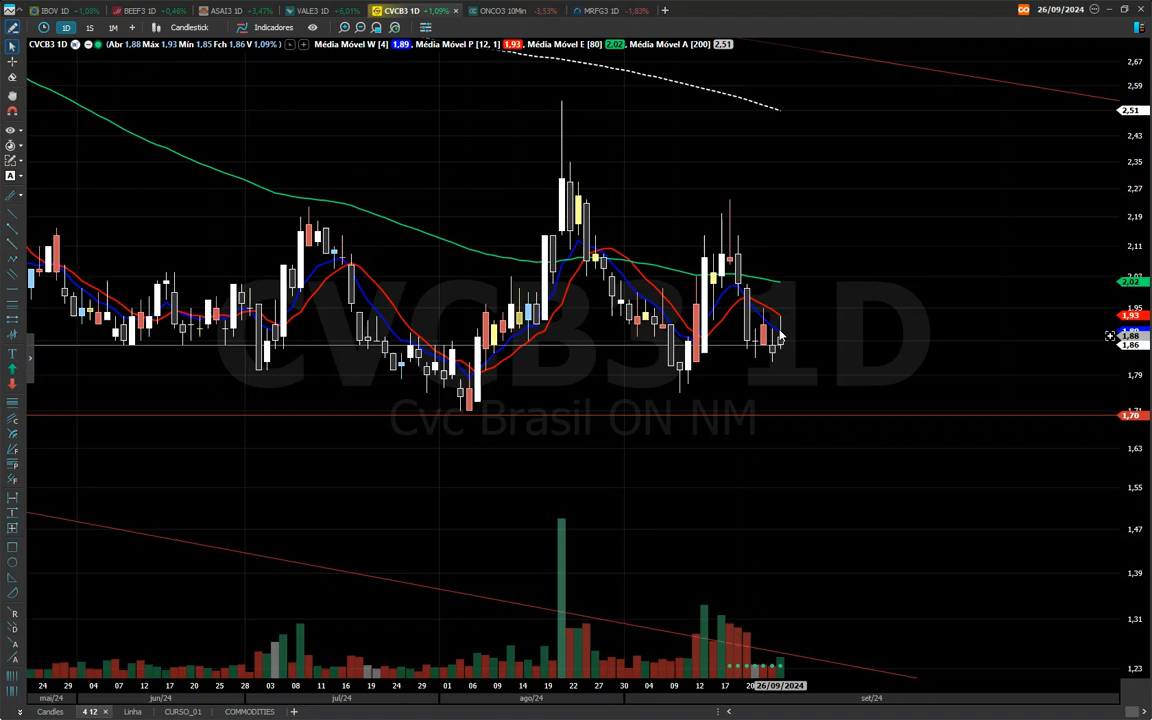 IBOV 1D +1,08% BEEF3 1D +0,46% ASAI3 1D +3,47% VALE3 1D +6,01% CVCB3 1D +1,09% × ONCO3 10Min -3,53% MRFG3 1D -1,83% + 26/09/2024
1D 1S 1M + Candlestick Indicadores
CVCB3 1D (Abr 1,88 Máx 1,93 Mín 1,85 Fch 1,86 V 1,09% ) Média Móvel W [4] 1,89 . Média Móvel P [12, 1] 1,93 . Média Móvel E [80] 2,02 . Média Móvel A [200] 2,51
2,67
2,59
2,51
2,43
2,35
2,27
2,19
2,11
2,02
1,95
1,93
1,89
1,88
1,86
1,79
1,71
1,70
1,63
1,55
1,47
1,39
1,31
1,23
CVCB3 1D
Cvc Brasil ON NM
24 29 04 07 12 17 20 25 28 03 08 11 16 19 24 29 01 06 09 14 19 22 27 30 04 09 12 17 20 26/09/2024
mai/24 jun/24 jul/24 ago/24 set/24
Candles 4 12 × Linha CURSO_01 COMMODITIES +